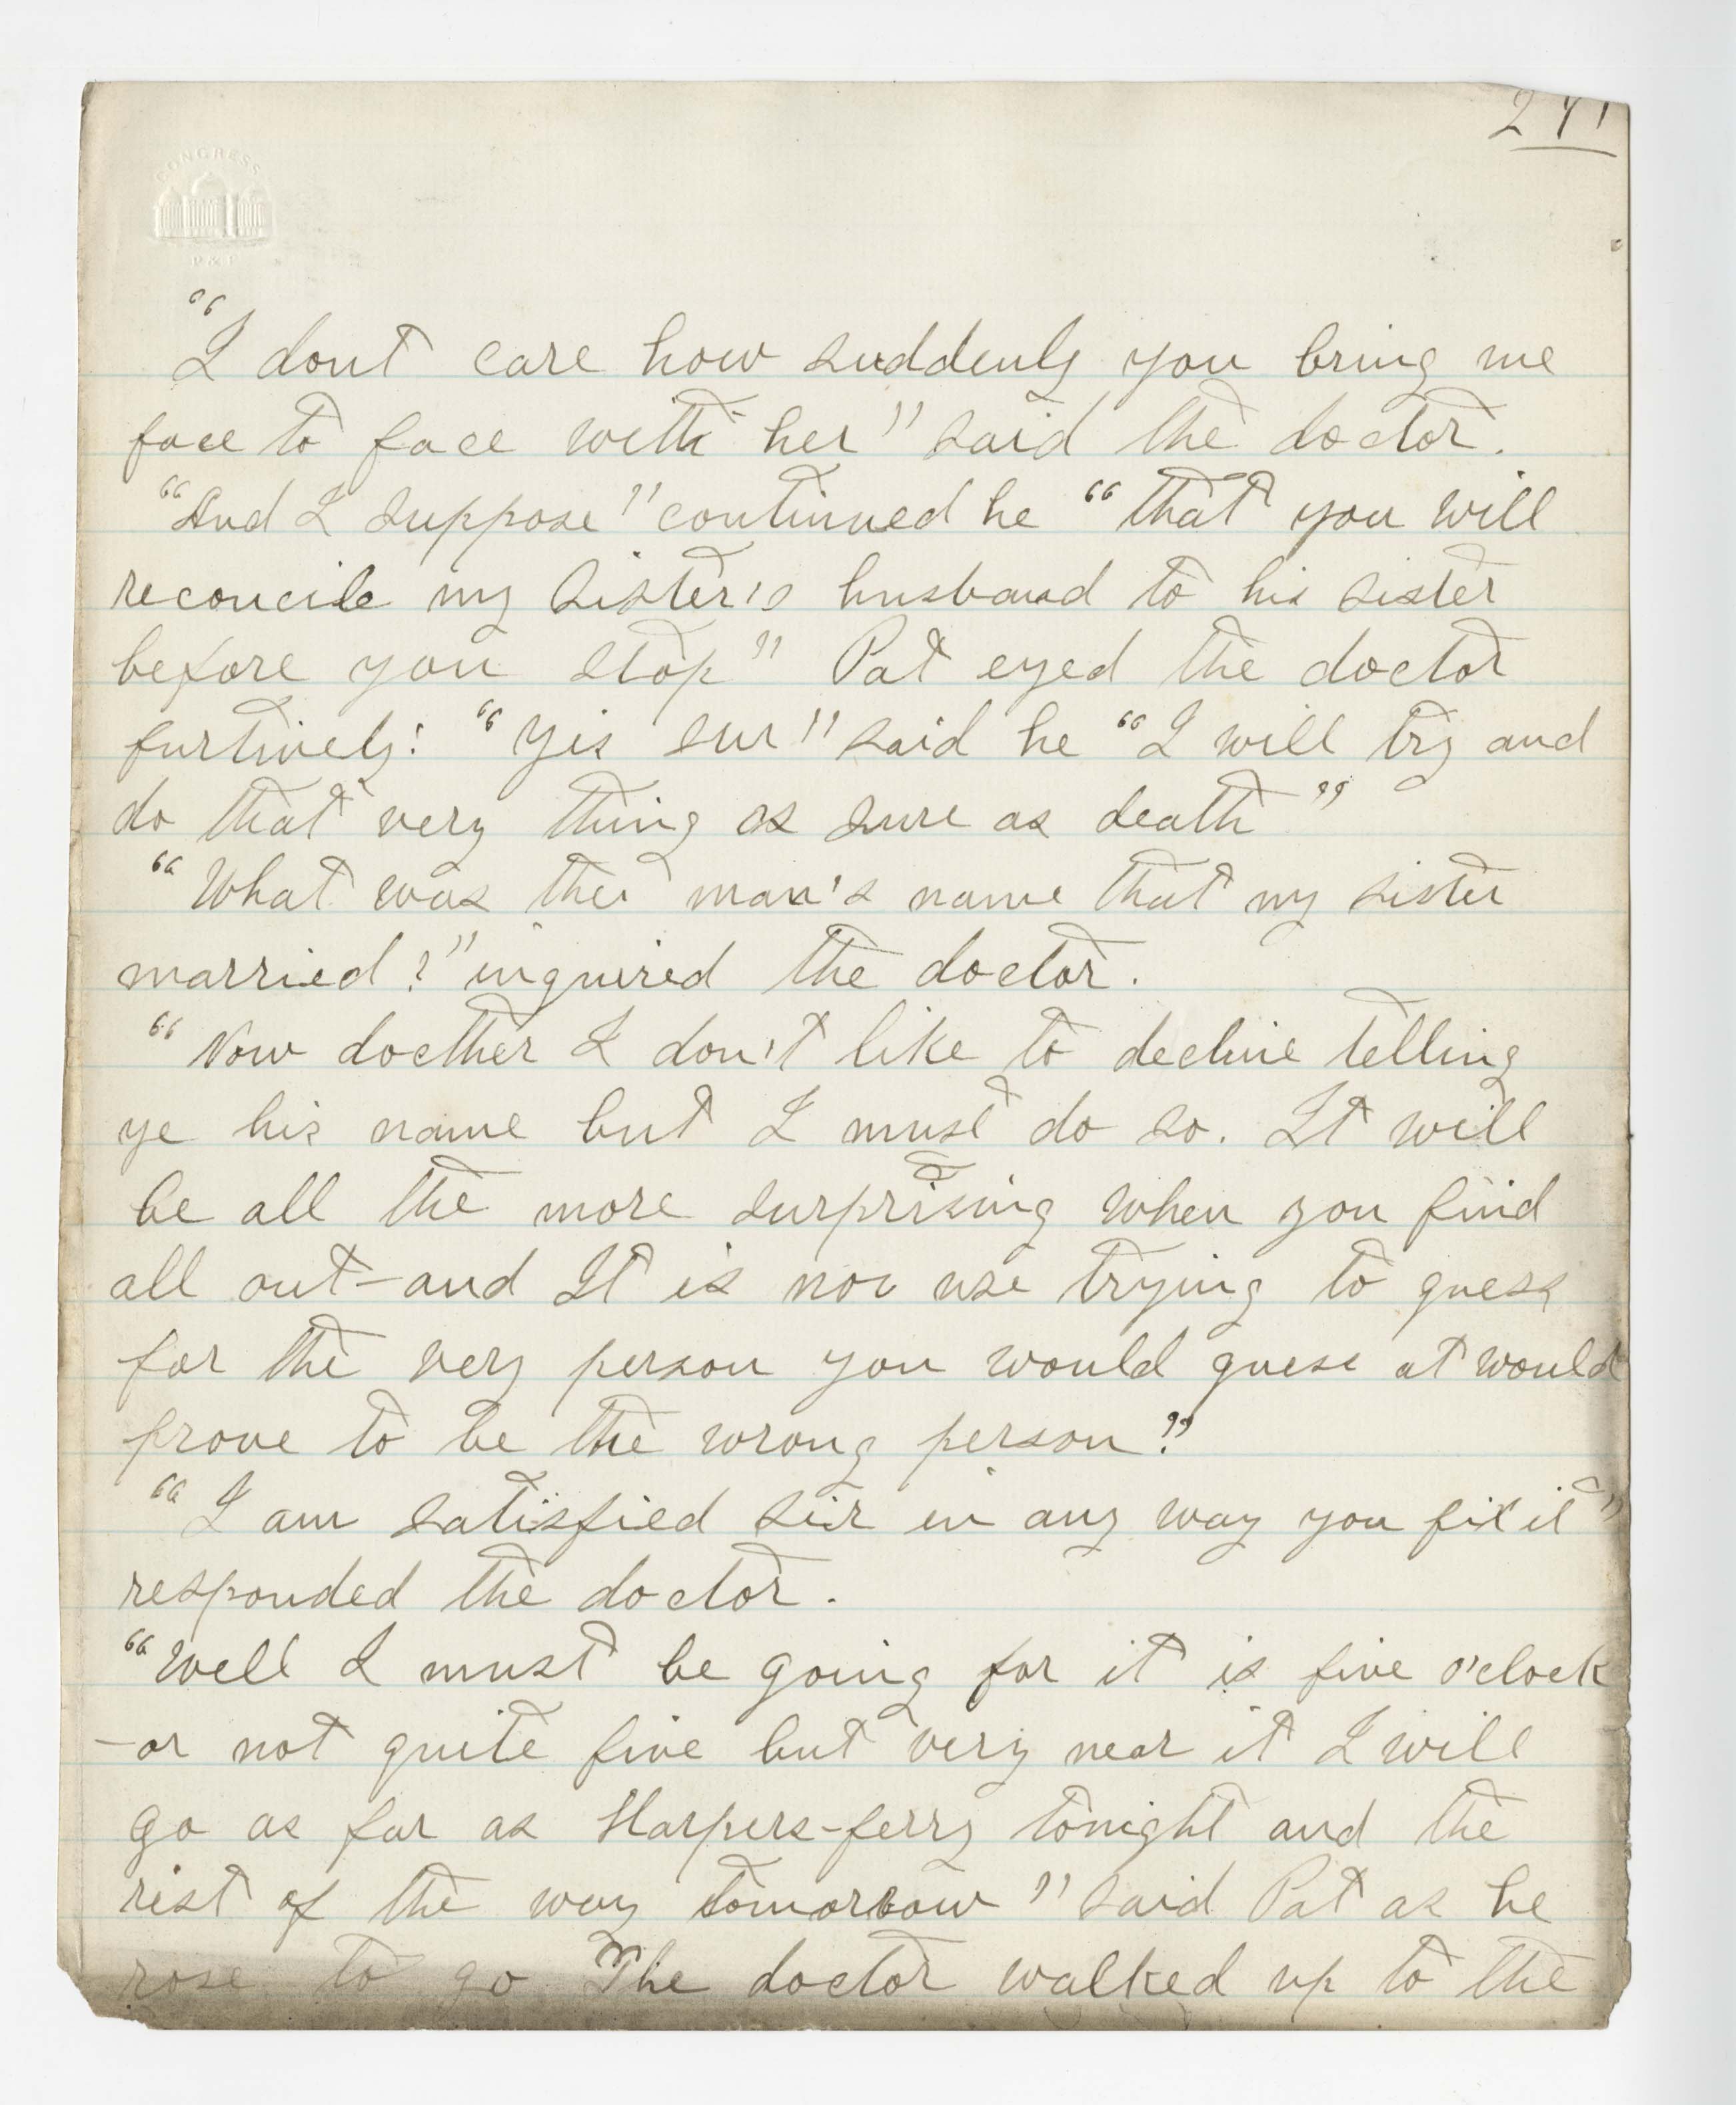 271
CONGRESS
P & P
"I dont care how suddenly you bring me
face to face with her" said the doctor.
"And I suppose" continued he "that you will
reconcile my sister's husband to his sister
before you stop" Pat eyed the doctor
furtively: "Yis sur" said he "I will try and
do that very thing as sure as death"
"What was the man's name that my sister
married?" inquired the doctor.
"Now docther I don't like to decline telling
ye his name but I must do so. It will
be all the more surprising when you find
all out—and It is no use trying to guess
for the very person you would guess at would
prove to be the wrong person."
"I am satisfied sir in any way you fix it"
responded the doctor.
"Well I must be going for it is five o'clock
—or not quite five but very near it I will
go as far as Harpers-ferry tonight and the
rist of the way tomorrow" said Pat as he
rose to go The doctor walked up to the